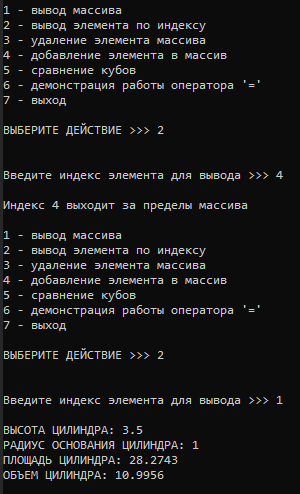 1 - вывод массива
2 - вывод элемента по индексу
3 - удаление элемента массива
4 - добавление элемента в массив
5 - сравнение кубов
6 - демонстрация работы оператора '='
7 - выход
ВЫБЕРИТЕ ДЕЙСТВИЕ >>> 2
Введите индекс элемента для вывода >>> 4
Индекс 4 выходит за пределы массива
1 - вывод массива
2 - вывод элемента по индексу
3 - удаление элемента массива
4 - добавление элемента в массив
5 - сравнение кубов
6 - демонстрация работы оператора '='
7 - выход
ВЫБЕРИТЕ ДЕЙСТВИЕ >>> 2
Введите индекс элемента для вывода >>> 1
ВЫСОТА ЦИЛИНДРА: 3.5
РАДИУС ОСНОВАНИЯ ЦИЛИНДРА: 1
ПЛОЩАДЬ ЦИЛИНДРА: 28.2743
ОБЪЕМ ЦИЛИНДРА: 10.9956